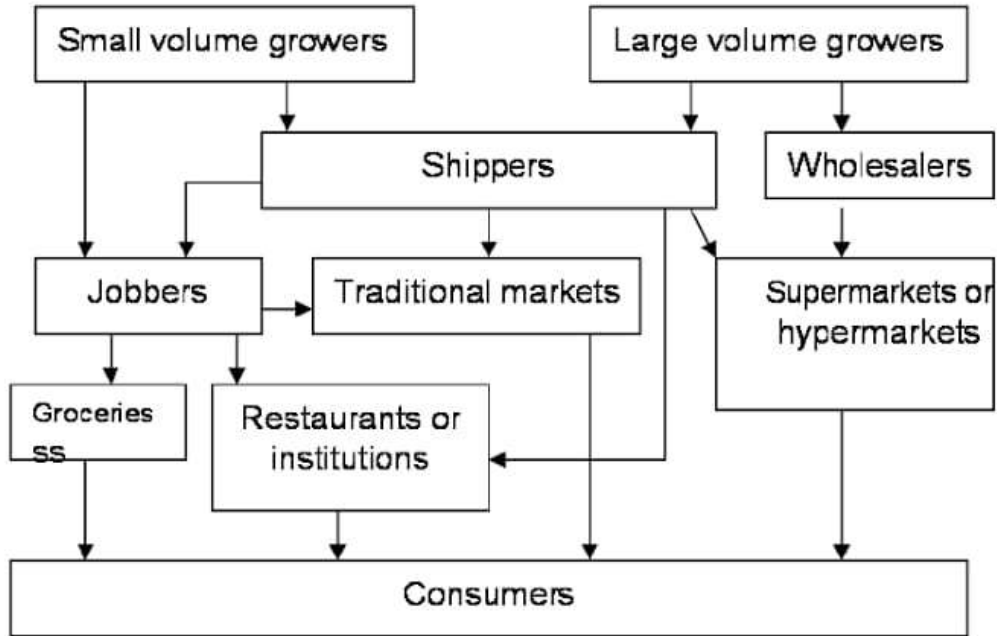 Small volume growers
Large volume growers
Shippers
Wholesalers
Jobbers
Traditional markets
Supermarkets or
hypermarkets
Groceries
ss
Restaurants or
institutions
Consumers